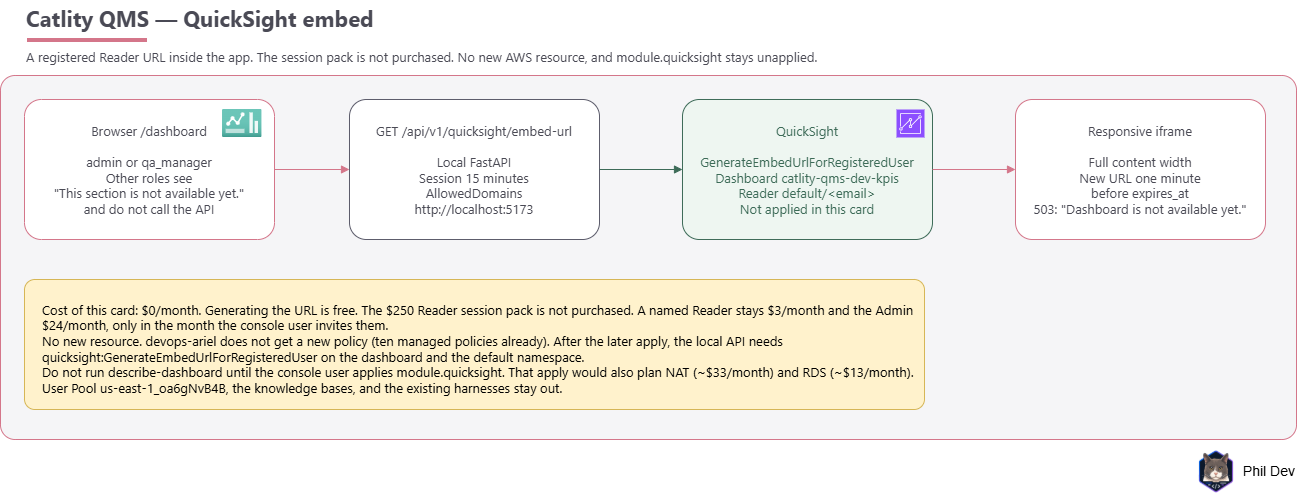 Catlity QMS — QuickSight embed
A registered Reader URL inside the app. The session pack is not purchased. No new AWS resource, and module.quicksight stays unapplied.
Browser /dashboard
admin or qa_manager
Other roles see
"This section is not available yet."
and do not call the API
GET /api/v1/quicksight/embed-url
Local FastAPI
Session 15 minutes
AllowedDomains
http://localhost:5173
QuickSight
GenerateEmbedUrlForRegisteredUser
Dashboard catlity-qms-dev-kpis
Reader default/<email>
Not applied in this card
Responsive iframe
Full content width
New URL one minute
before expires_at
503: "Dashboard is not available yet."
Cost of this card: $0/month. Generating the URL is free. The $250 Reader session pack is not purchased. A named Reader stays $3/month and the Admin
$24/month, only in the month the console user invites them.
No new resource. devops-ariel does not get a new policy (ten managed policies already). After the later apply, the local API needs
quicksight:GenerateEmbedUrlForRegisteredUser on the dashboard and the default namespace.
Do not run describe-dashboard until the console user applies module.quicksight. That apply would also plan NAT (~$33/month) and RDS (~$13/month).
User Pool us-east-1_oa6gNvB4B, the knowledge bases, and the existing harnesses stay out.
Phil Dev